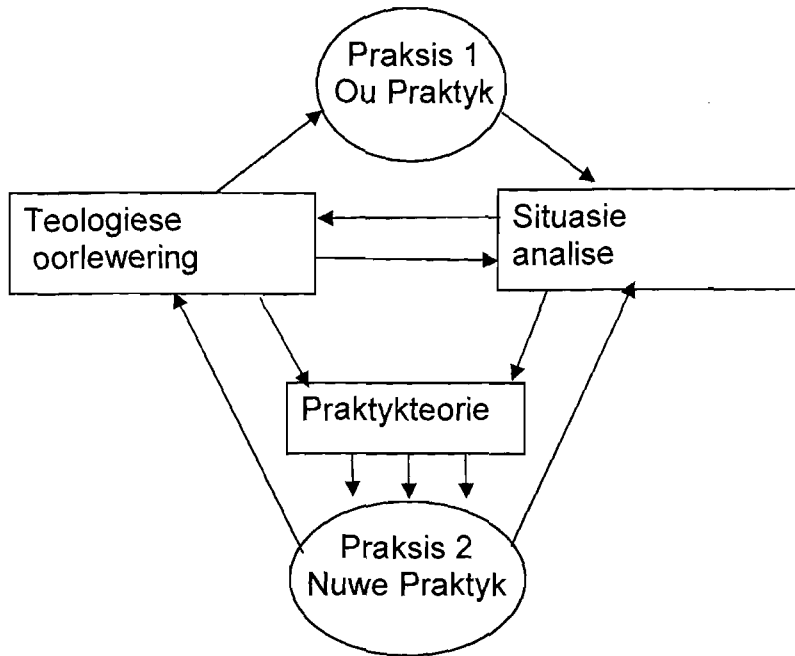 Praksis 1
Ou Praktyk
Teologiese
oorlewering
Situasie
analise
Praktykteorie
Praksis 2
Nuwe Praktyk